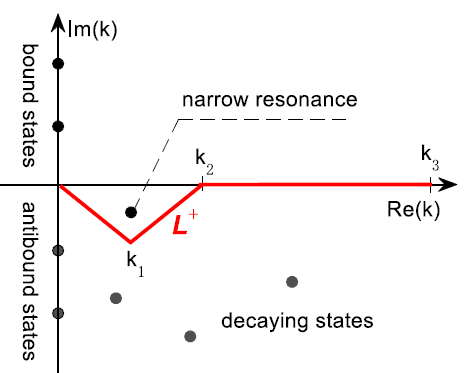 Im(k)
bound states
narrow resonance
k2
k3
Re(k)
L+
antibound states
k1
decaying states